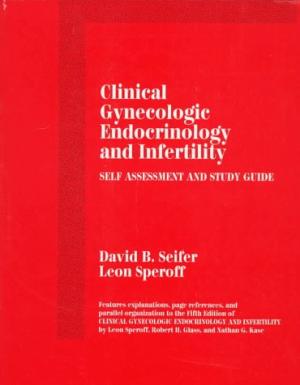 Clinical
Gynecologic
Endocrinology
and Infertility
SELF ASSESSMENT AND STUDY GUIDE
David B. Seifer
Leon Speroff
Features explanations, page references, and
parallel organization to the Fifth Edition of
CLINICAL GYNECOLOGIC ENDOCRINOLOGY AND INFERTILITY
by Leon Speroff, Robert H. Glass, and Nathan G. Kase